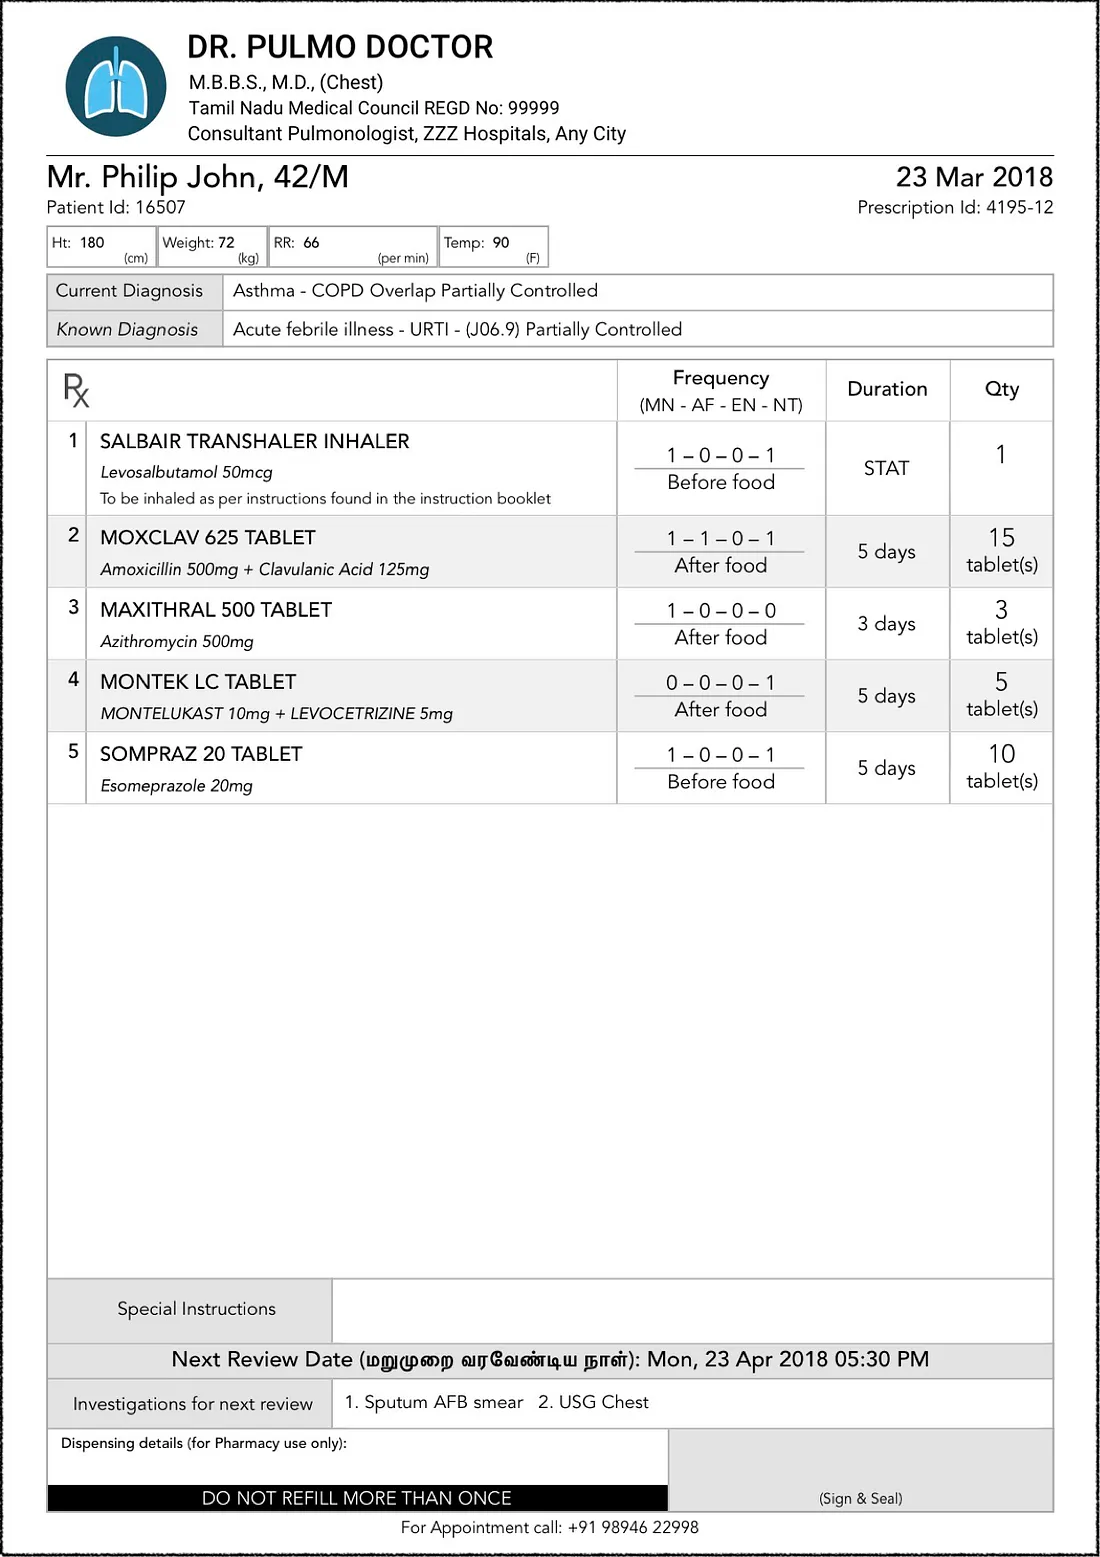 DR. PULMO DOCTOR
M.B.B.S., M.D., (Chest)
Tamil Nadu Medical Council REGD No: 99999
Consultant Pulmonologist, ZZZ Hospitals, Any City
Mr. Philip John, 42/M 23 Mar 2018
Patient Id: 16507 Prescription Id: 4195-12
Ht: 180 (cm) Weight: 72 (kg) RR: 66 (per min) Temp: 90 (F)
Current Diagnosis Asthma - COPD Overlap Partially Controlled
Known Diagnosis Acute febrile illness - URTI - (J06.9) Partially Controlled
Rx Frequency Duration Qty
(MN - AF - EN - NT)
1 SALBAIR TRANSHALER INHALER 1 – 0 – 0 – 1 STAT 1
Levosalbutamol 50mcg Before food
To be inhaled as per instructions found in the instruction booklet
2 MOXCLAV 625 TABLET 1 – 1 – 0 – 1 5 days 15
Amoxicillin 500mg + Clavulanic Acid 125mg After food tablet(s)
3 MAXITHRAL 500 TABLET 1 – 0 – 0 – 0 3 days 3
Azithromycin 500mg After food tablet(s)
4 MONTEK LC TABLET 0 – 0 – 0 – 1 5 days 5
MONTELUKAST 10mg + LEVOCETRIZINE 5mg After food tablet(s)
5 SOMPRAZ 20 TABLET 1 – 0 – 0 – 1 5 days 10
Esomeprazole 20mg Before food tablet(s)
Special Instructions
Next Review Date (மறுமுறை வரவேண்டிய நாள்): Mon, 23 Apr 2018 05:30 PM
Investigations for next review 1. Sputum AFB smear 2. USG Chest
Dispensing details (for Pharmacy use only):
DO NOT REFILL MORE THAN ONCE (Sign & Seal)
For Appointment call: +91 98946 22998